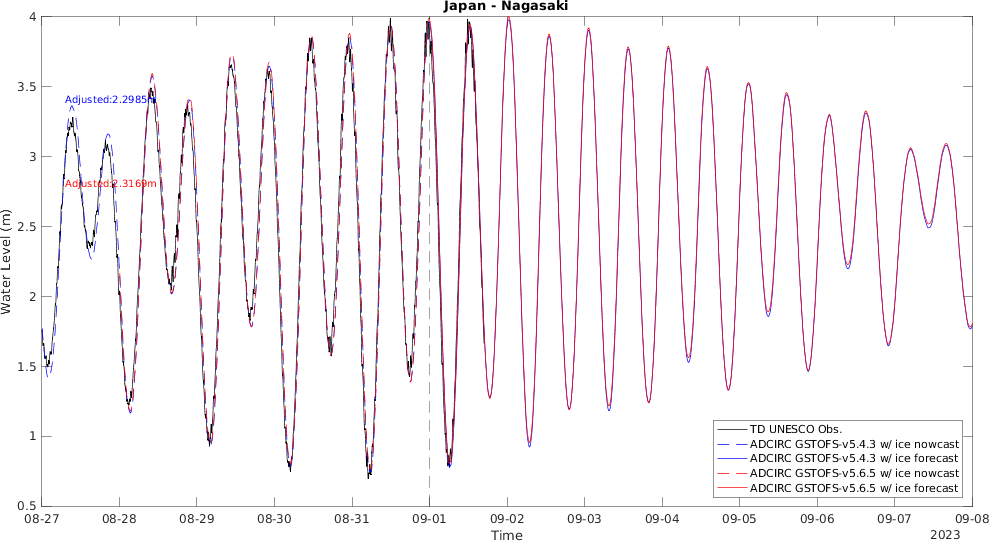 Japan - Nagasaki
4
3.5
3
2.5
2
1.5
1
0.5
Water Level (m)
Adjusted:2.2985m
Adjusted:2.3169m
TD UNESCO Obs.
ADCIRC GSTOFS-v5.4.3 w/ ice nowcast
ADCIRC GSTOFS-v5.4.3 w/ ice forecast
ADCIRC GSTOFS-v5.6.5 w/ ice nowcast
ADCIRC GSTOFS-v5.6.5 w/ ice forecast
08-27 08-28 08-29 08-30 08-31 09-01 09-02 09-03 09-04 09-05 09-06 09-07 09-08
Time
2023